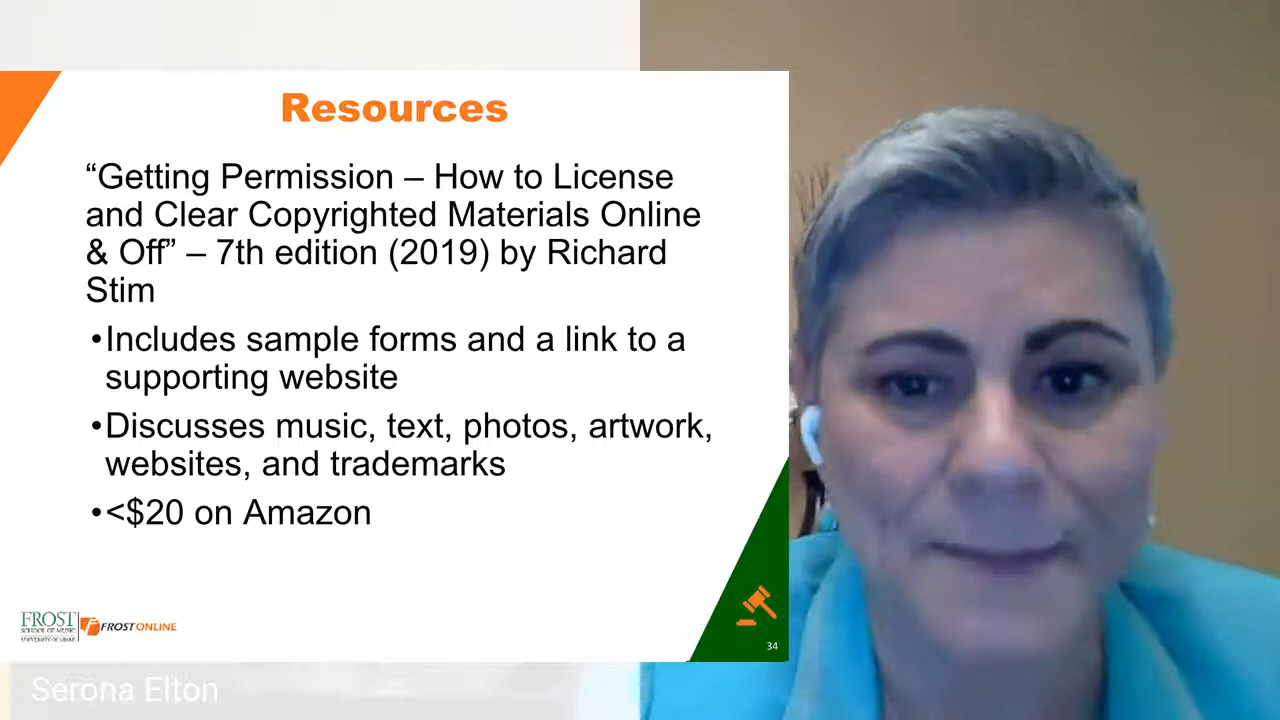 Resources
“Getting Permission – How to License
and Clear Copyrighted Materials Online
& Off” – 7th edition (2019) by Richard
Stim
•Includes sample forms and a link to a
supporting website
•Discusses music, text, photos, artwork,
websites, and trademarks
•<$20 on Amazon
FROST
SCHOOL OF MUSIC
UNIVERSITY OF MIAMI
FROSTONLINE
34
Serona Elton